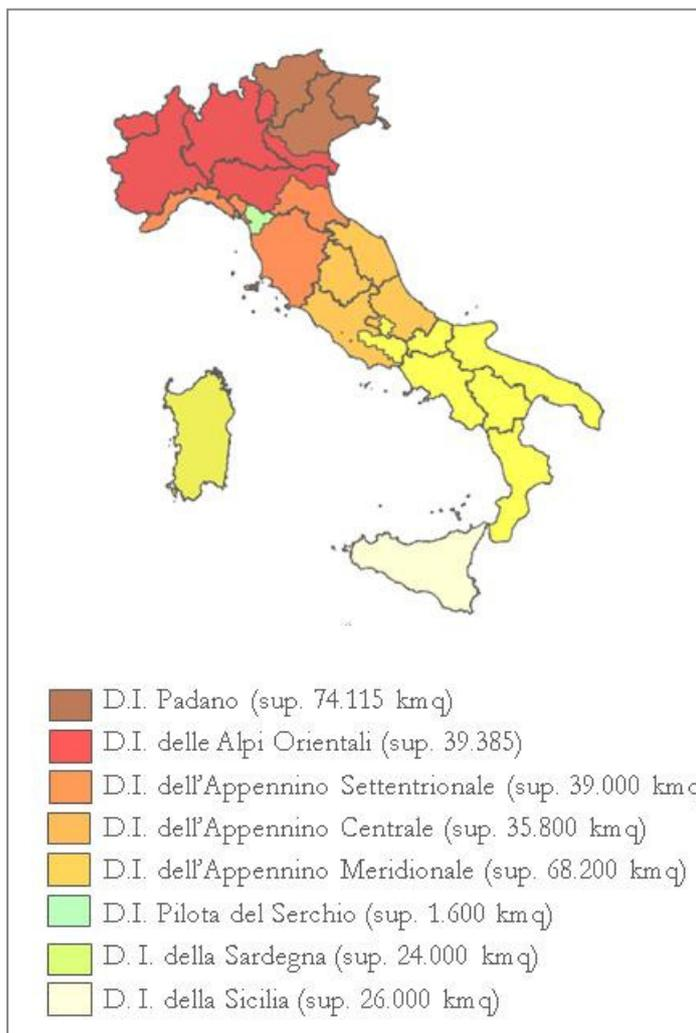 D.I. Padano (sup. 74.115 kmq)
D.I. delle Alpi Orientali (sup. 39.385)
D.I. dell'Appennino Settentrionale (sup. 39.000 kmq
D.I. dell'Appennino Centrale (sup. 35.800 kmq)
D.I. dell'Appennino Meridionale (sup. 68.200 kmq)
D.I. Pilota del Serchio (sup. 1.600 kmq)
D. I. della Sardegna (sup. 24.000 kmq)
D. I. della Sicilia (sup. 26.000 kmq)